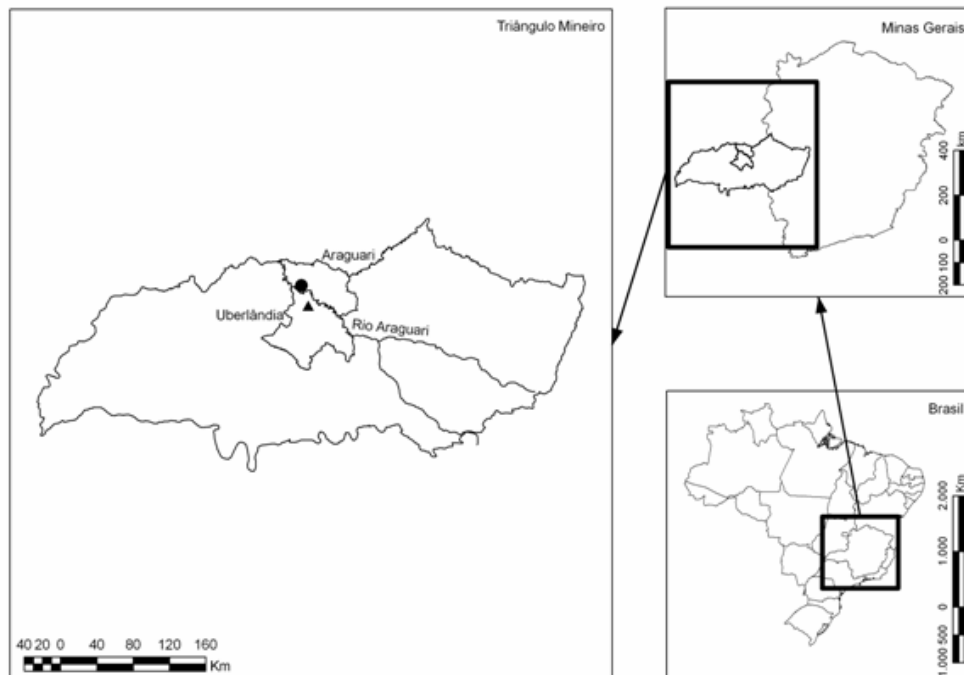 Triângulo Mineiro
Araguari
Uberlândia
Rio Araguari
40 20 0 40 80 120 160
Km
Minas Gerais
km
400
200
0
100
200
Brasil
Km
2.000
1.000
0
500
1.000